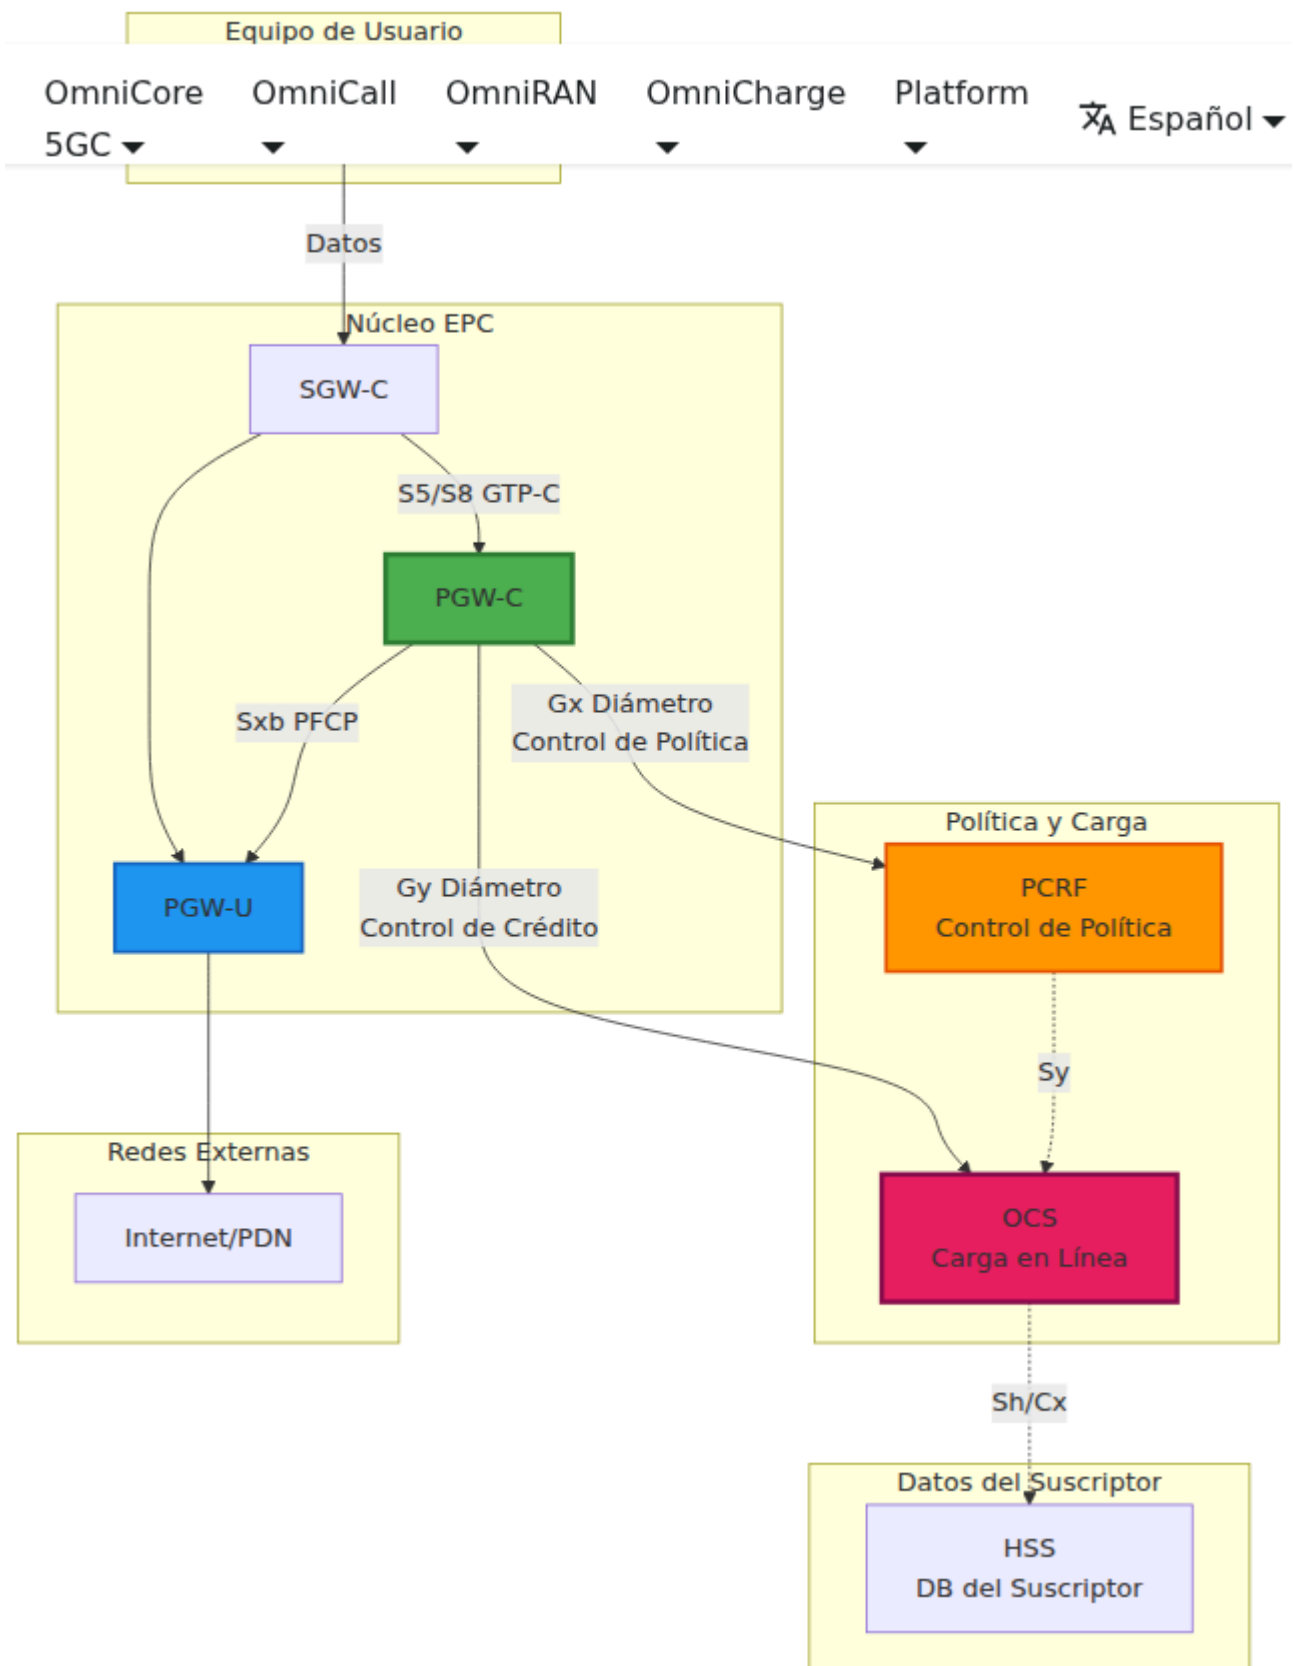 Equipo de Usuario
OmniCore 5GC
OmniCall
OmniRAN
OmniCharge
Platform
Español
Datos
Núcleo EPC
SGW-C
S5/S8 GTP-C
PGW-C
Sxb PFCP
Gx Diámetro
Control de Política
Política y Carga
PCRF
Control de Política
PGW-U
Gy Diámetro
Control de Crédito
Sy
Redes Externas
Internet/PDN
OCS
Carga en Línea
Sh/Cx
Datos del Suscriptor
HSS
DB del Suscriptor